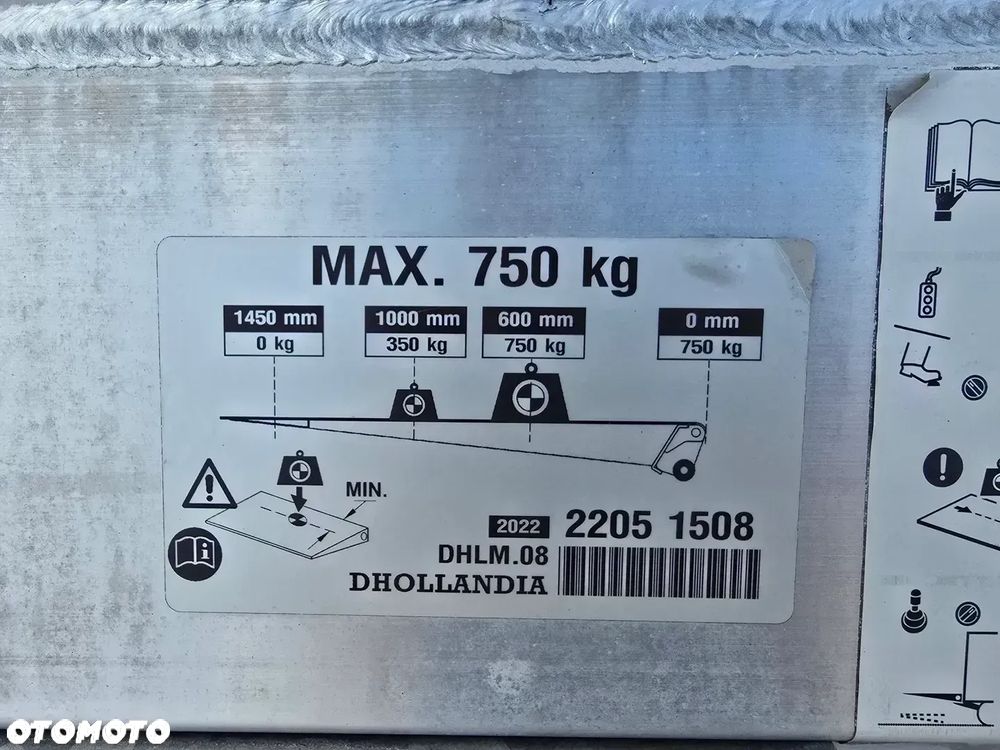 MAX. 750 kg
1450 mm
0 kg
1000 mm
350 kg
600 mm
750 kg
0 mm
750 kg
MIN.
2022 2205 1508
DHLM.08
DHOLLANDIA
OTOMOTO